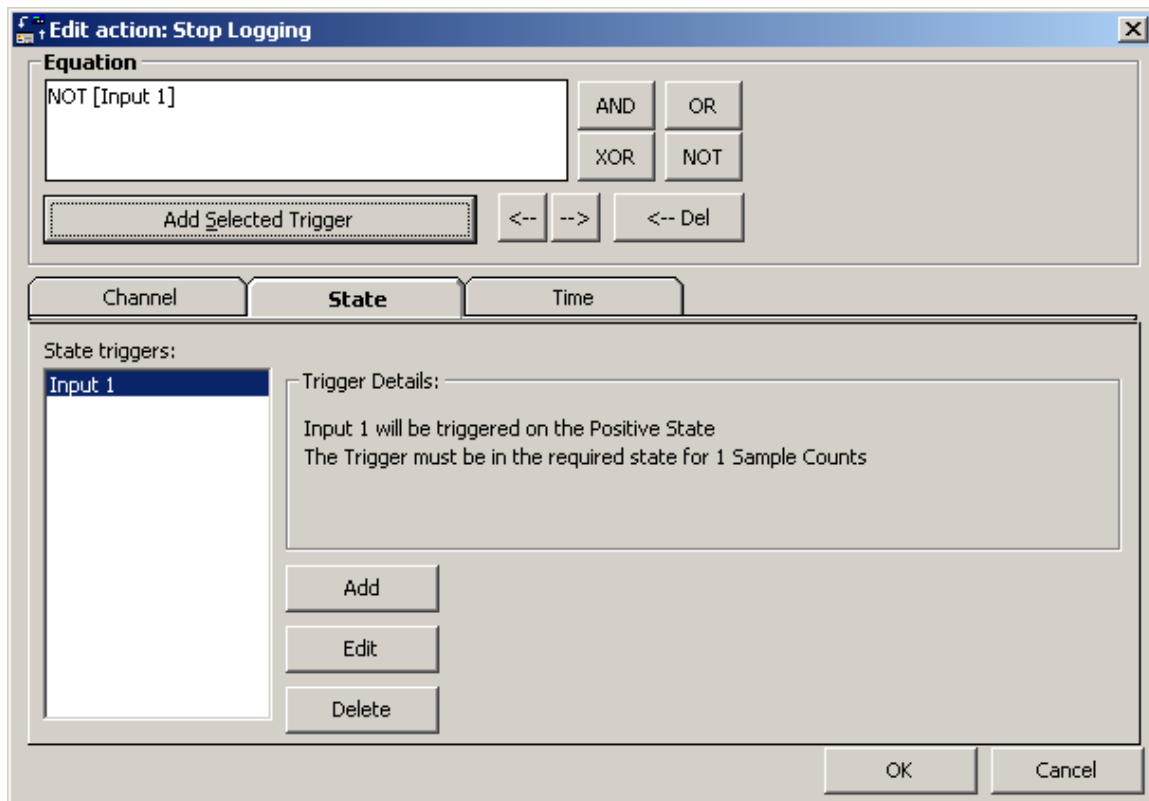 Edit action: Stop Logging
Equation
NOT [Input 1]
AND OR
XOR NOT
Add Selected Trigger <-- --> <-- Del
Channel State Time
State triggers:
Input 1
Trigger Details:
Input 1 will be triggered on the Positive State
The Trigger must be in the required state for 1 Sample Counts
Add
Edit
Delete
OK Cancel